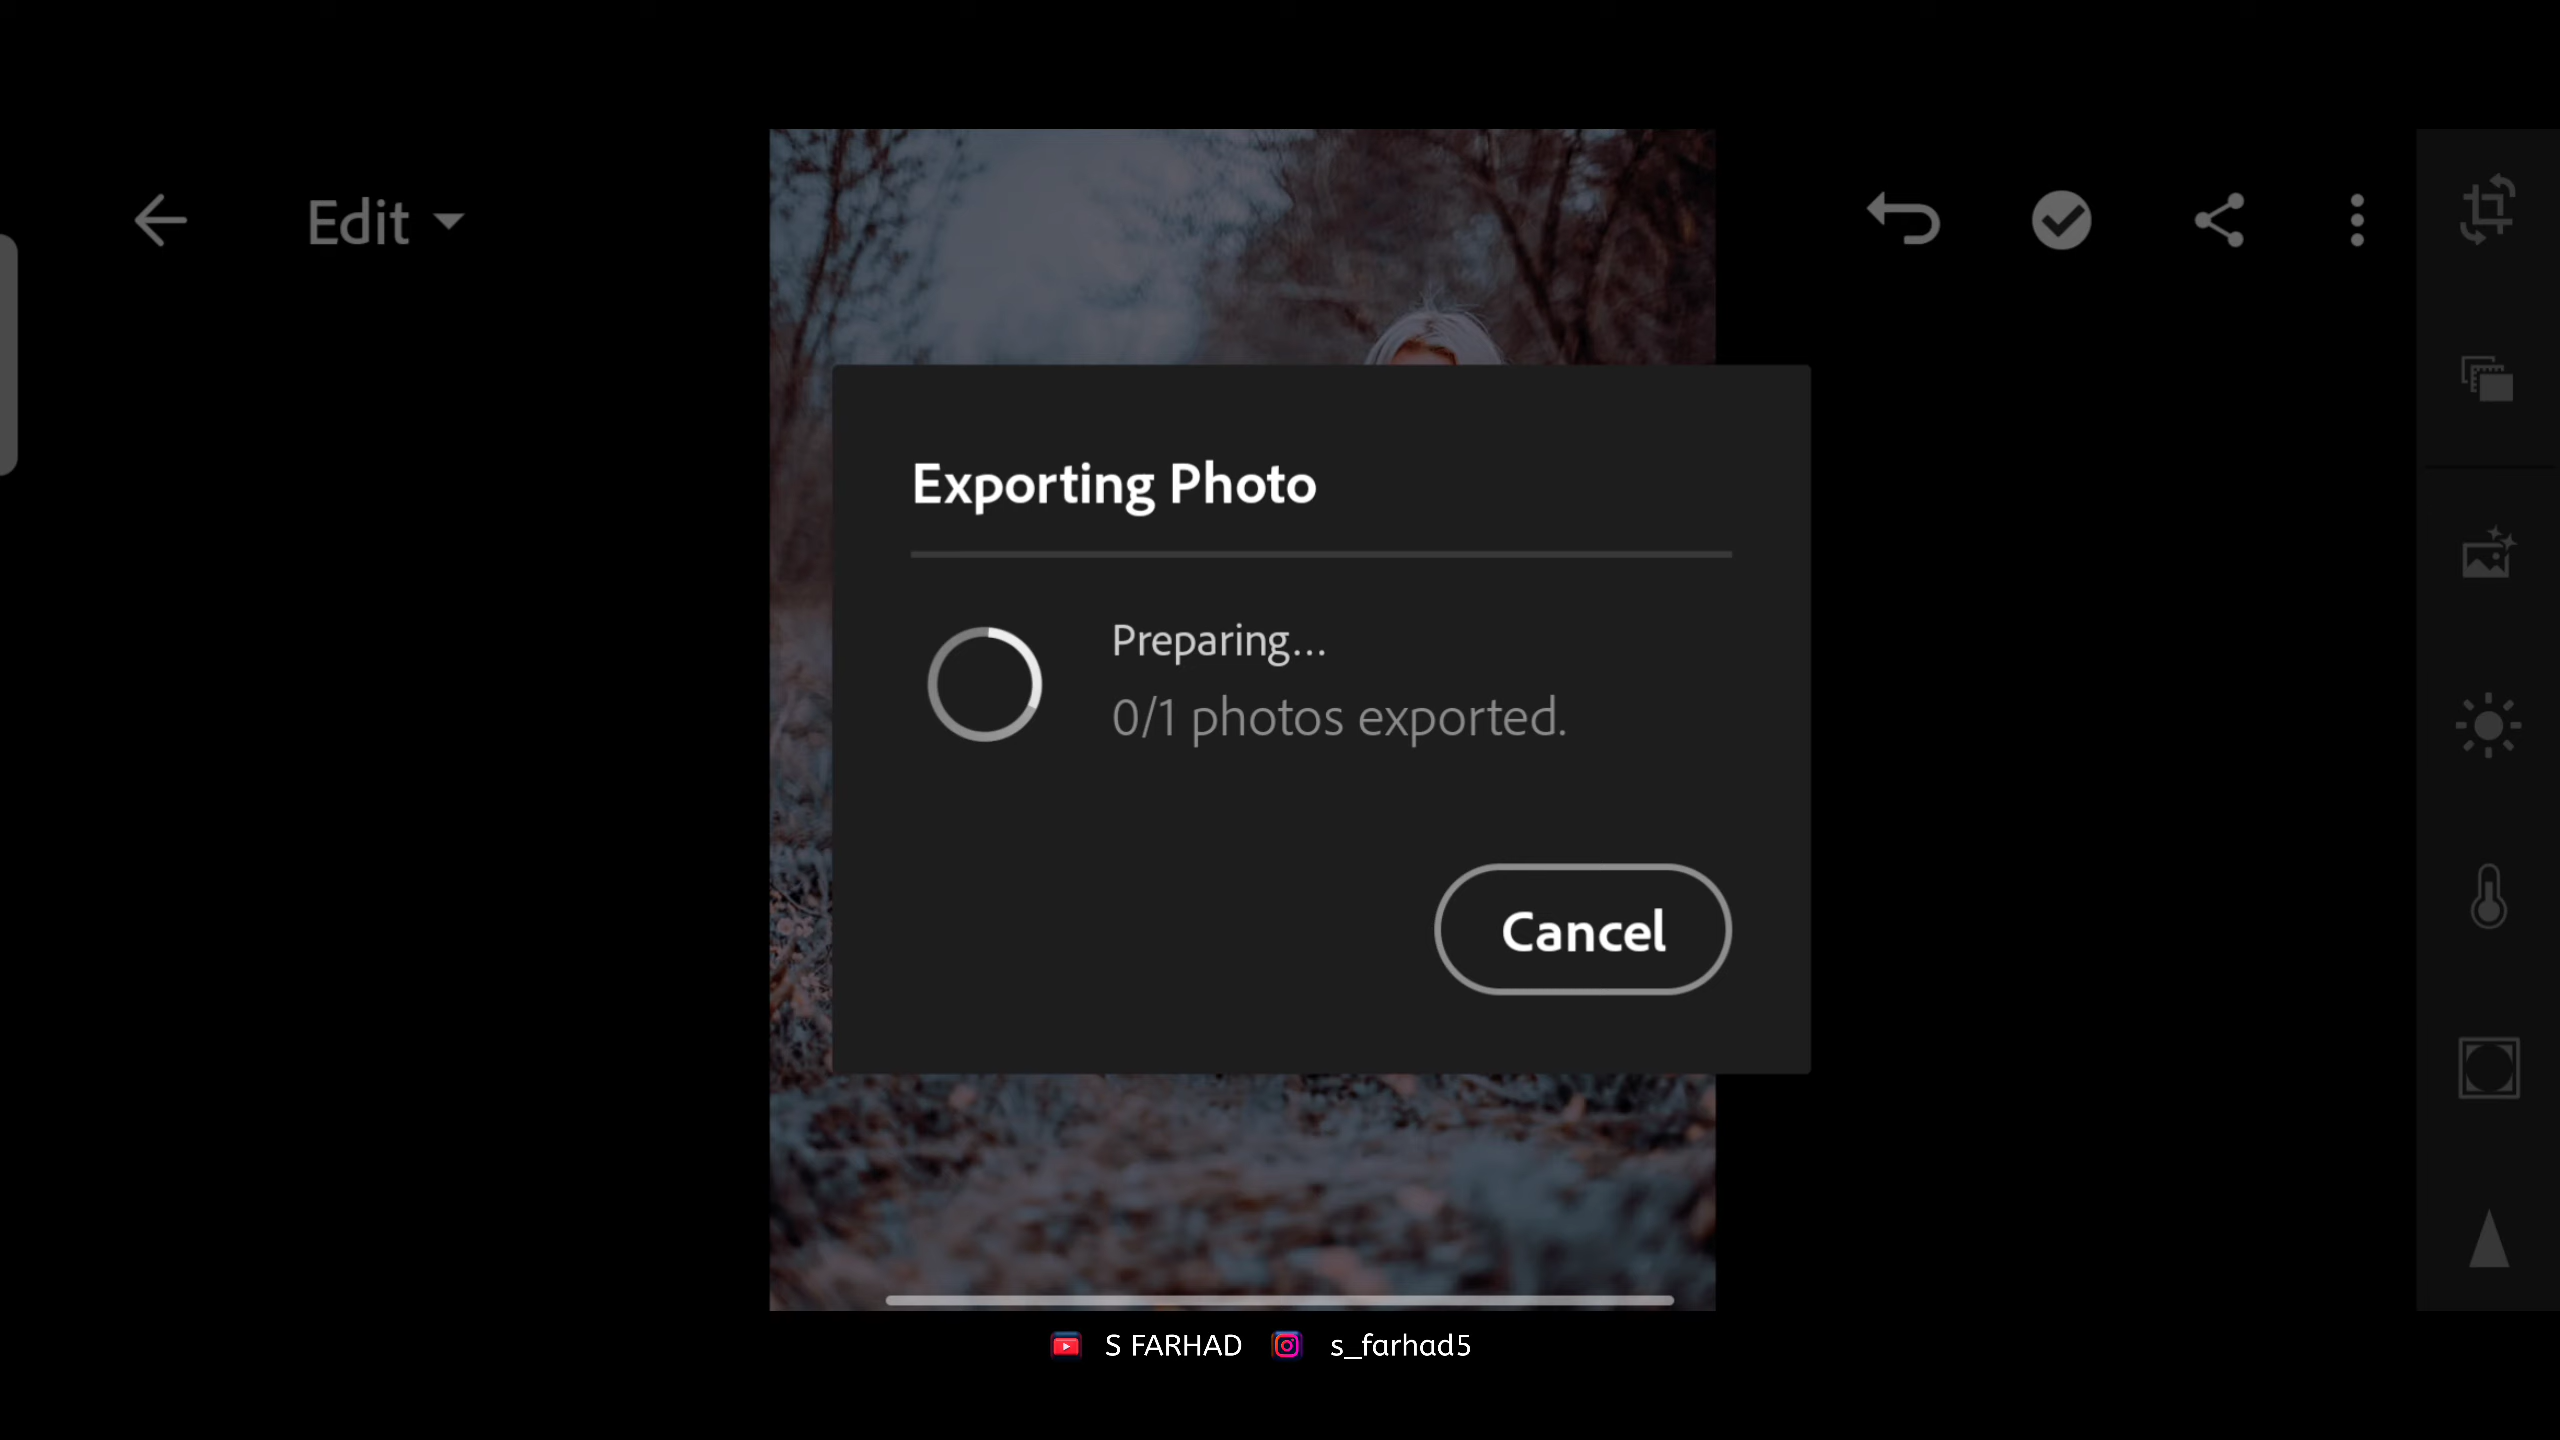 Edit
Exporting Photo
Preparing...
0/1 photos exported.
Cancel
S FARHAD s_farhad5